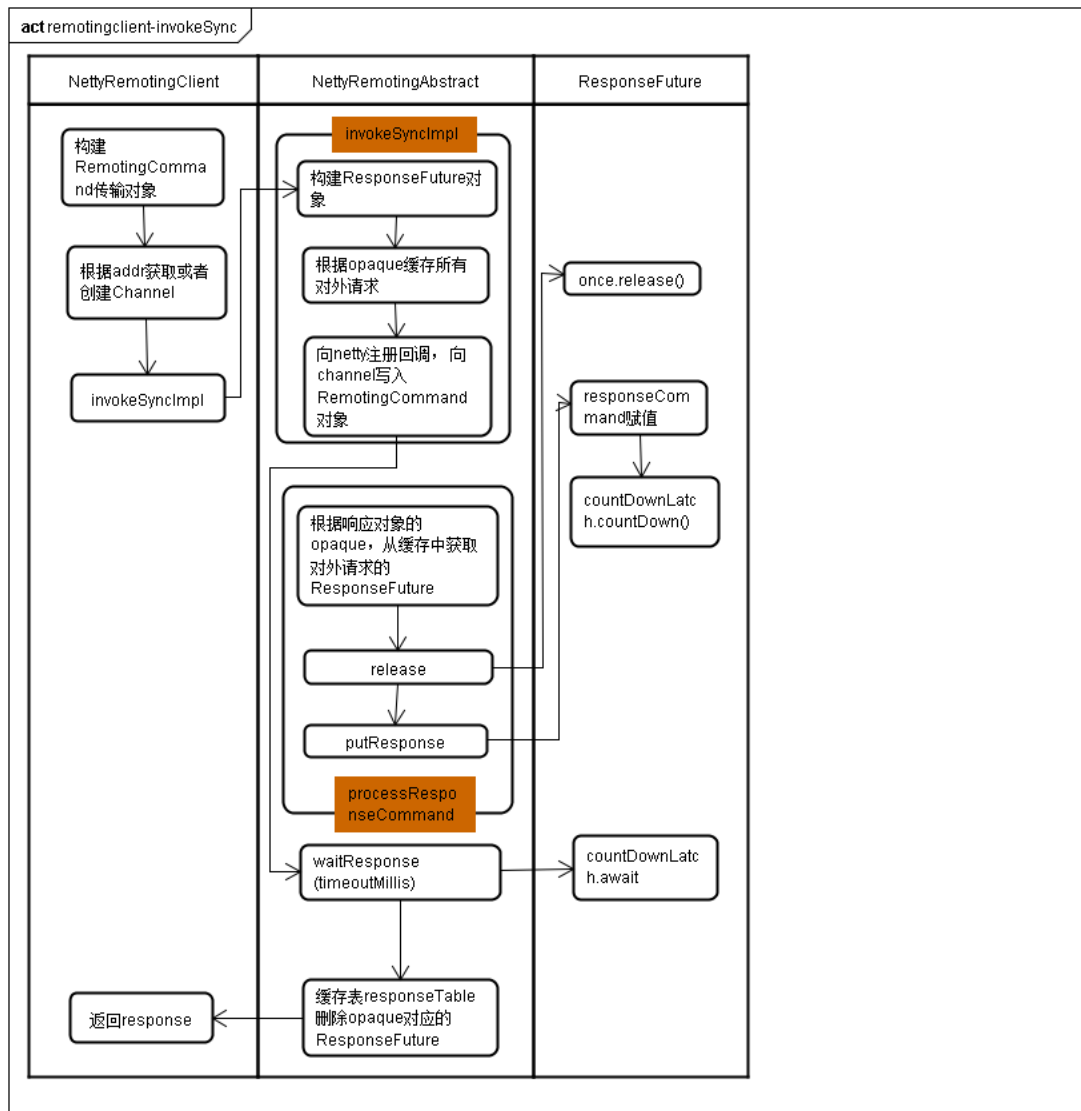 act remotingclient-invokeSync
NettyRemotingClient
NettyRemotingAbstract
ResponseFuture
构建
RemotingComma
nd传输对象
根据addr获取或者
创建Channel
invokeSyncImpl
invokeSyncImpl
构建ResponseFuture对
象
根据opaque缓存所有
对外请求
向netty注册回调，向
channel写入
RemotingCommand
对象
根据响应对象的
opaque，从缓存中获取
对外请求的
ResponseFuture
release
putResponse
processRespo
nseCommand
once.release()
responseCom
mand赋值
countDownLatc
h.countDown()
waitResponse
(timeoutMillis)
countDownLatc
h.await
缓存表responseTable
删除opaque对应的
ResponseFuture
返回response